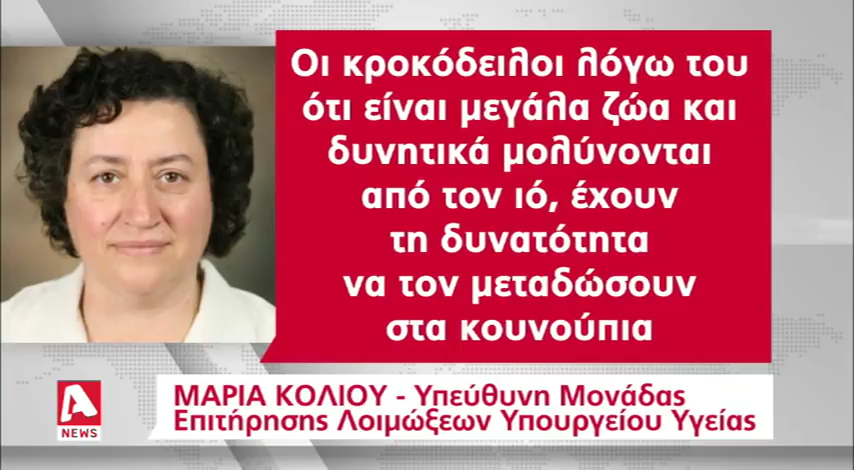 Οι κροκόδειλοι λόγω του
ότι είναι μεγάλα ζώα και
δυνητικά μολύνονται
από τον ιό, έχουν
τη δυνατότητα
να τον μεταδώσουν
στα κουνούπια
ΜΑΡΙΑ ΚΟΛΙΟΥ - Υπεύθυνη Μονάδας
Επιτήρησης Λοιμώξεων Υπουργείου Υγείας
A
NEWS